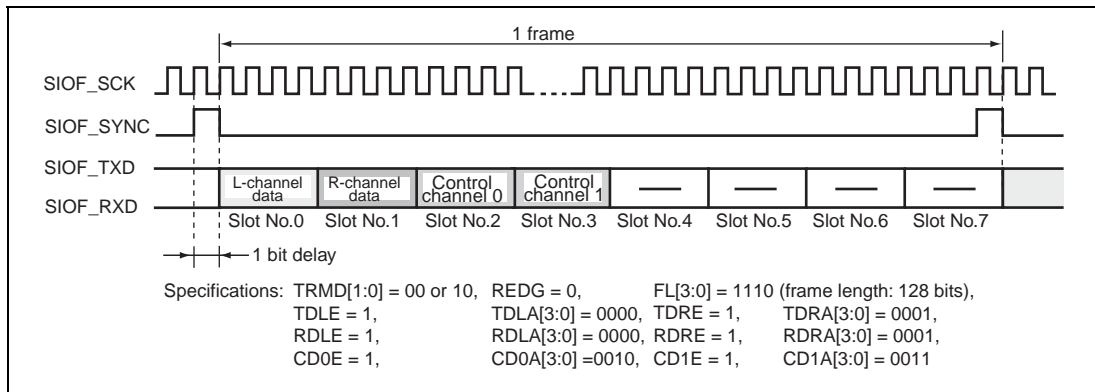 1 frame
SIOF_SCK
SIOF_SYNC
SIOF_TXD
SIOF_RXD
L-channel data
R-channel data
Control channel 0
Control channel 1
Slot No.0 Slot No.1 Slot No.2 Slot No.3 Slot No.4 Slot No.5 Slot No.6 Slot No.7
1 bit delay
Specifications: TRMD[1:0] = 00 or 10, REDG = 0, FL[3:0] = 1110 (frame length: 128 bits),
TDLE = 1, TDLA[3:0] = 0000, TDRE = 1, TDRA[3:0] = 0001,
RDLE = 1, RDLA[3:0] = 0000, RDRE = 1, RDRA[3:0] = 0001,
CD0E = 1, CD0A[3:0] =0010, CD1E = 1, CD1A[3:0] = 0011